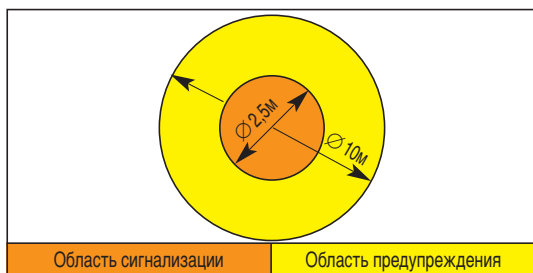 ∅ 2,5м
∅ 10м
Область сигнализации
Область предупреждения